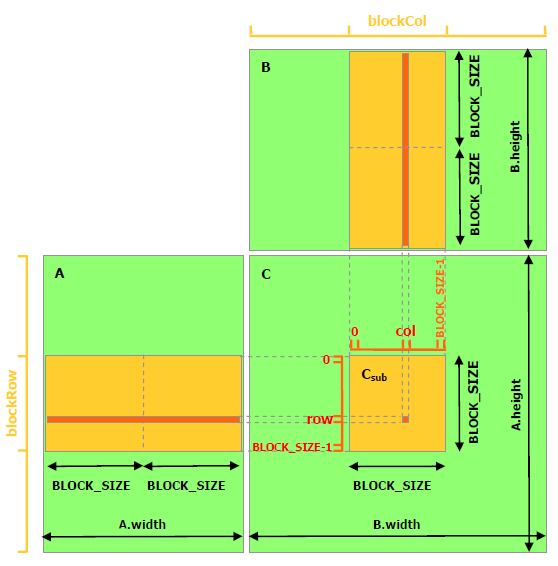 blockCol
B
BLOCK_SIZE
BLOCK_SIZE
B.height
A
C
BLOCK_SIZE-1
0
col
blockRow
0
Csub
row
BLOCK_SIZE-1
BLOCK_SIZE
A.height
BLOCK_SIZE
BLOCK_SIZE
BLOCK_SIZE
A.width
B.width